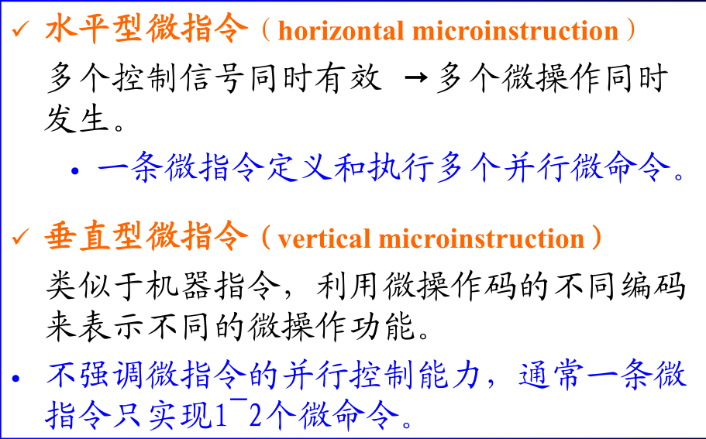 ✓ 水平型微指令（horizontal microinstruction）
多个控制信号同时有效 →多个微操作同时
发生。
• 一条微指令定义和执行多个并行微命令。
✓ 垂直型微指令（vertical microinstruction）
类似于机器指令，利用微操作码的不同编码
来表示不同的微操作功能。
• 不强调微指令的并行控制能力，通常一条微
指令只实现1‾2个微命令。